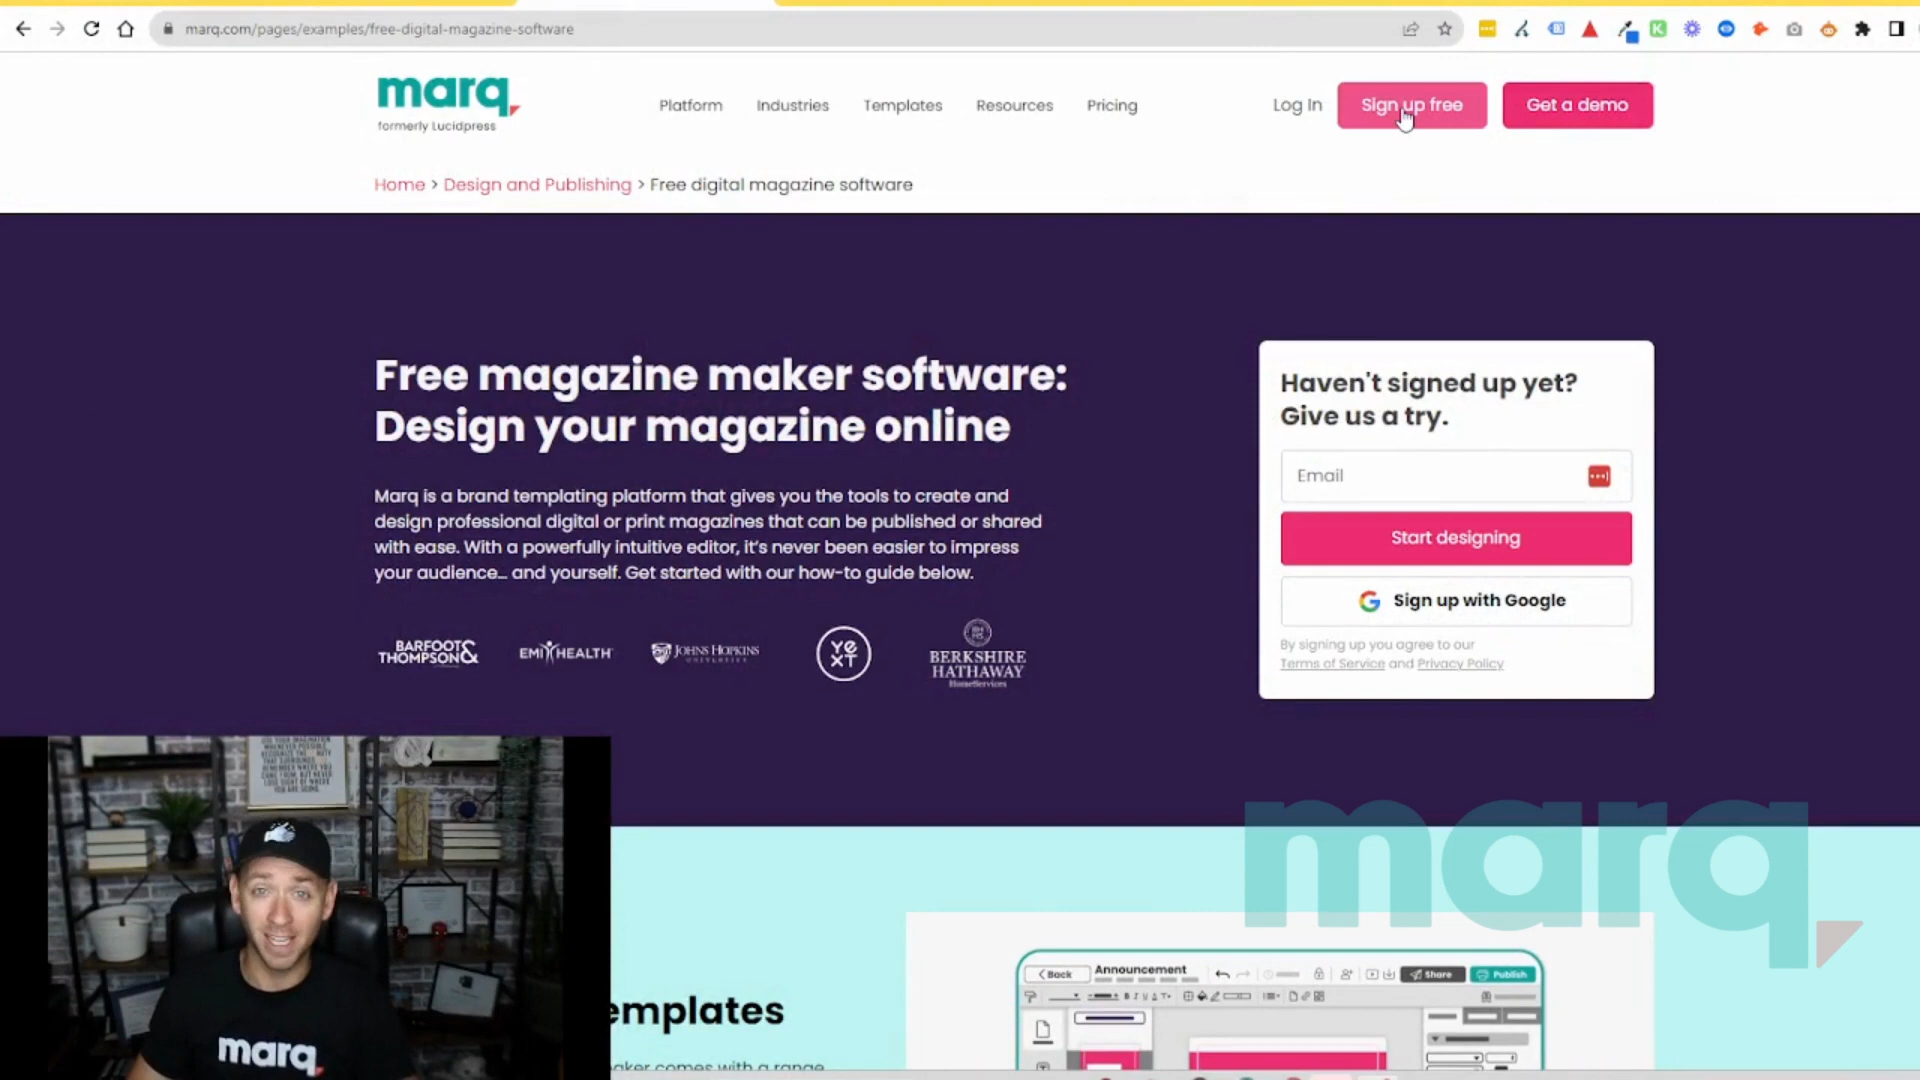 marq.com/pages/examples/free-digital-magazine-software
marq
formerly Lucidpress
Platform
Industries
Templates
Resources
Pricing
Log In
Sign up free
Get a demo
Home > Design and Publishing > Free digital magazine software
Free magazine maker software:
Design your magazine online
Marq is a brand templating platform that gives you the tools to create and
design professional digital or print magazines that can be published or shared
with ease. With a powerfully intuitive editor, it's never been easier to impress
your audience... and yourself. Get started with our how-to guide below.
BARFOOT&
THOMPSON
EMI HEALTH
JOHNS HOPKINS
UNIVERSITY
YEXT
BERKSHIRE
HATHAWAY
HomeServices
Haven't signed up yet?
Give us a try.
Email
Start designing
Sign up with Google
By signing up you agree to our
Terms of Service and Privacy Policy
marq
emplates
aker comes with a range
Back
Announcement
Share
Publish
marq